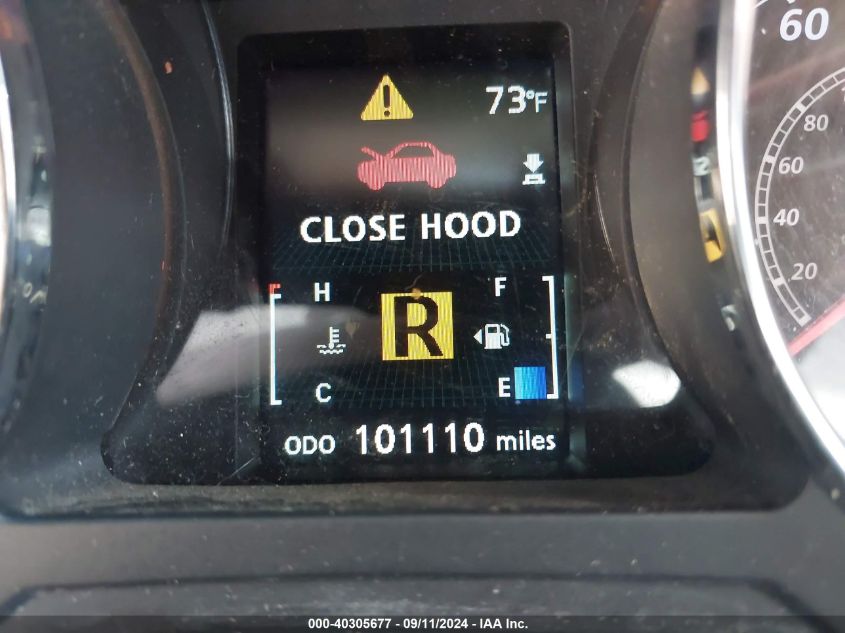 60
73°F
80
60
CLOSE HOOD
40
20
H F
R
C E
ODO 101110 miles
000-40305677 - 09/11/2024 - IAA Inc.